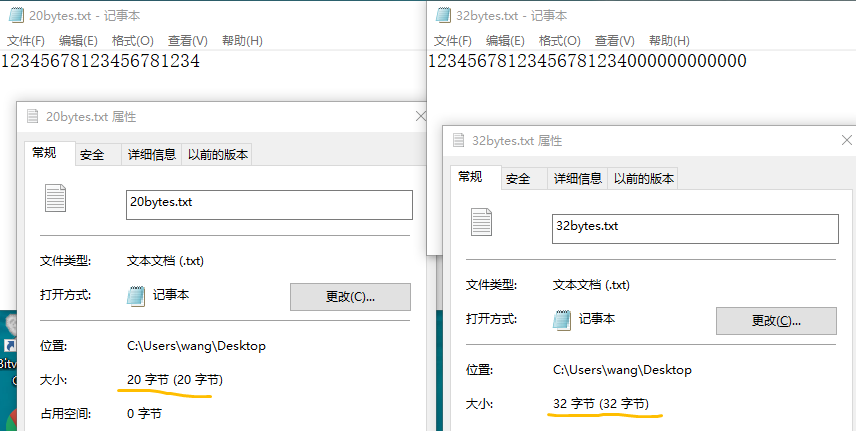 20bytes.txt - 记事本
文件(F) 编辑(E) 格式(O) 查看(V) 帮助(H)
12345678123456781234
20bytes.txt 属性
常规 安全 详细信息 以前的版本
20bytes.txt
文件类型: 文本文档 (.txt)
打开方式: 记事本 更改(C)...
位置: C:\Users\wang\Desktop
大小: 20 字节 (20 字节)
占用空间: 0 字节
32bytes.txt - 记事本
文件(F) 编辑(E) 格式(O) 查看(V) 帮助(H)
12345678123456781234000000000000
32bytes.txt 属性
常规 安全 详细信息 以前的版本
32bytes.txt
文件类型: 文本文档 (.txt)
打开方式: 记事本 更改(C)...
位置: C:\Users\wang\Desktop
大小: 32 字节 (32 字节)